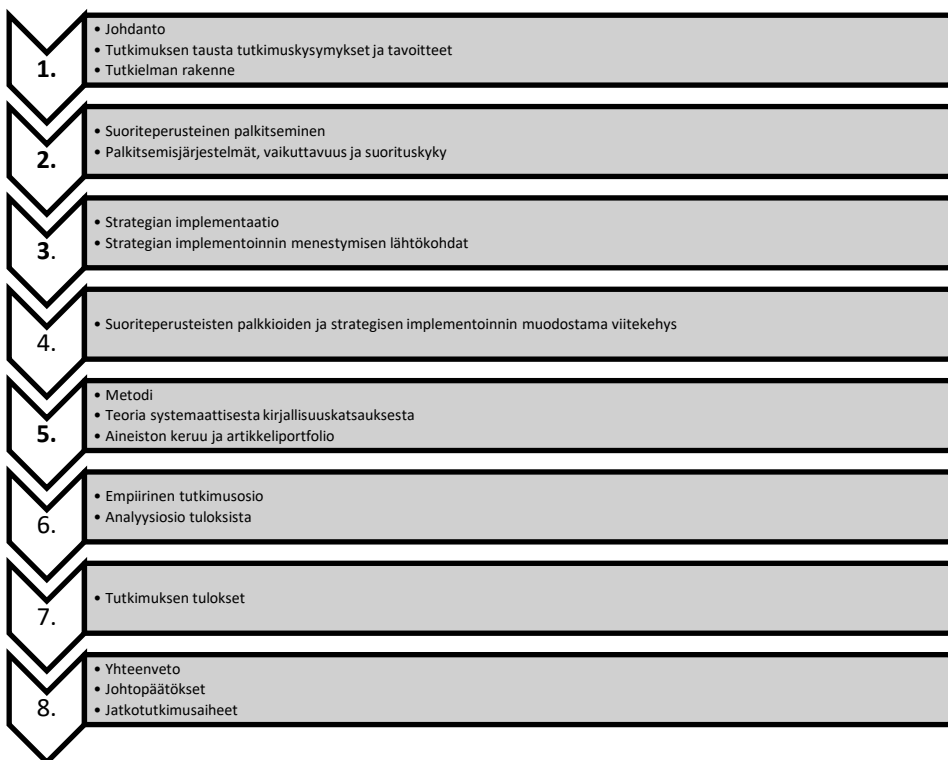 1.
• Johdanto
• Tutkimuksen tausta tutkimuskysymykset ja tavoitteet
• Tutkielman rakenne
2.
• Suoriteperusteinen palkitseminen
• Palkitsemisjärjestelmät, vaikuttavuus ja suorituskyky
3.
• Strategian implementaatio
• Strategian implementoinnin menestymisen lähtökohdat
4.
• Suoriteperusteisten palkkioiden ja strategisen implementoinnin muodostama viitekehys
5.
• Metodi
• Teoria systemaattisesta kirjallisuuskatsauksesta
• Aineiston keruu ja artikkeliportfolio
6.
• Empiirinen tutkimusosio
• Analyysiosio tuloksista
7.
• Tutkimuksen tulokset
8.
• Yhteenveto
• Johtopäätökset
• Jatkotutkimusaiheet